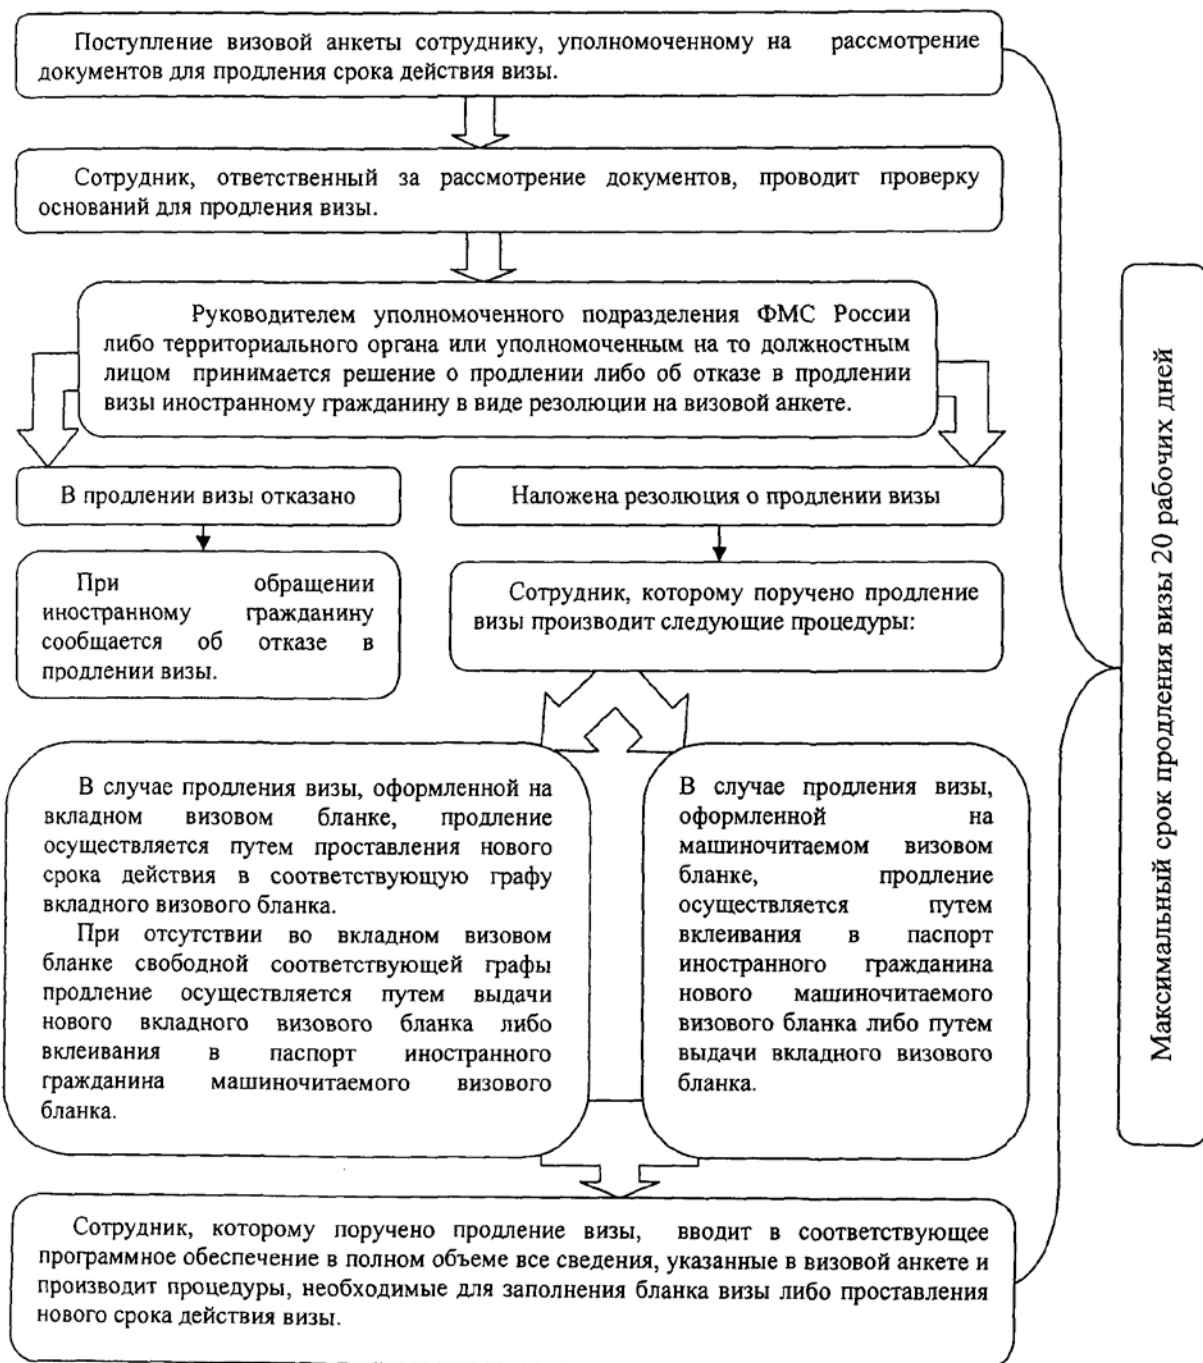 Поступление визовой анкеты сотруднику, уполномоченному на рассмотрение
документов для продления срока действия визы.
Сотрудник, ответственный за рассмотрение документов, проводит проверку
оснований для продления визы.
Руководителем уполномоченного подразделения ФМС России
либо территориального органа или уполномоченным на то должностным
лицом принимается решение о продлении либо об отказе в продлении
визы иностранному гражданину в виде резолюции на визовой анкете.
В продлении визы отказано
Наложена резолюция о продлении визы
При обращении
иностранному гражданину
сообщается об отказе в
продлении визы.
Сотрудник, которому поручено продление
визы производит следующие процедуры:
В случае продления визы, оформленной на
вкладном визовом бланке, продление
осуществляется путем проставления нового
срока действия в соответствующую графу
вкладного визового бланка.
При отсутствии во вкладном визовом
бланке свободной соответствующей графы
продление осуществляется путем выдачи
нового вкладного визового бланка либо
вклеивания в паспорт иностранного
гражданина машиночитаемого визового
бланка.
В случае продления визы,
оформленной на
машиночитаемом визовом
бланке, продление
осуществляется путем
вклеивания в паспорт
иностранного гражданина
нового машиночитаемого
визового бланка либо путем
выдачи вкладного визового
бланка.
Сотрудник, которому поручено продление визы, вводит в соответствующее
программное обеспечение в полном объеме все сведения, указанные в визовой анкете и
производит процедуры, необходимые для заполнения бланка визы либо проставления
нового срока действия визы.
Максимальный срок продления визы 20 рабочих дней